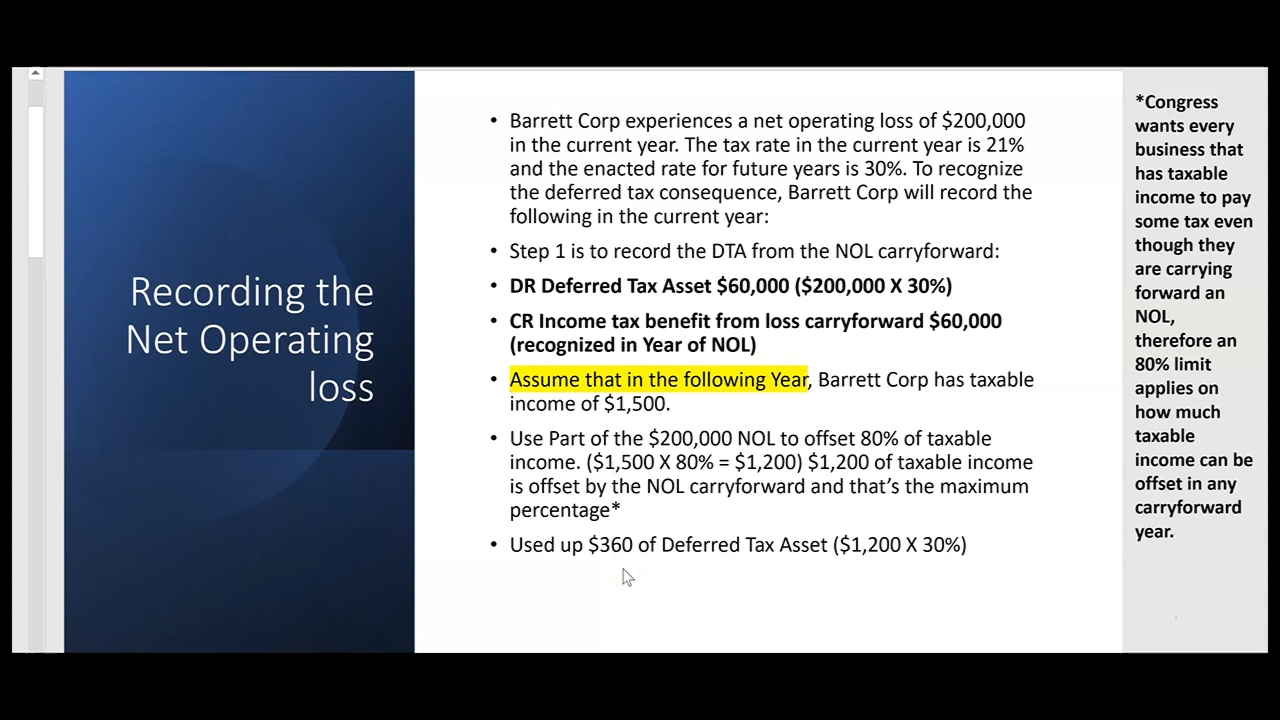 Recording the
Net Operating
loss
• Barrett Corp experiences a net operating loss of $200,000
in the current year. The tax rate in the current year is 21%
and the enacted rate for future years is 30%. To recognize
the deferred tax consequence, Barrett Corp will record the
following in the current year:
• Step 1 is to record the DTA from the NOL carryforward:
• DR Deferred Tax Asset $60,000 ($200,000 X 30%)
• CR Income tax benefit from loss carryforward $60,000
(recognized in Year of NOL)
• Assume that in the following Year, Barrett Corp has taxable
income of $1,500.
• Use Part of the $200,000 NOL to offset 80% of taxable
income. ($1,500 X 80% = $1,200) $1,200 of taxable income
is offset by the NOL carryforward and that’s the maximum
percentage*
• Used up $360 of Deferred Tax Asset ($1,200 X 30%)
*Congress
wants every
business that
has taxable
income to pay
some tax even
though they
are carrying
forward an
NOL,
therefore an
80% limit
applies on
how much
taxable
income can be
offset in any
carryforward
year.